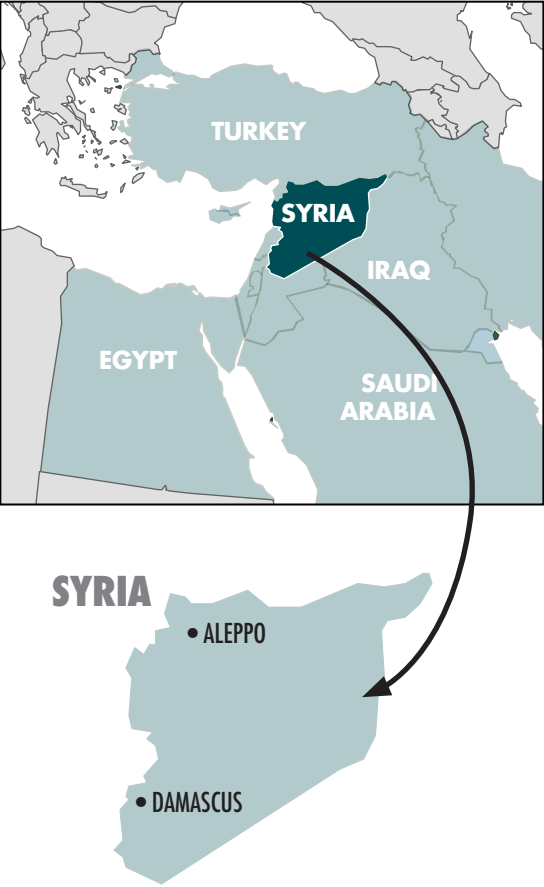 TURKEY
SYRIA
IRAQ
EGYPT
SAUDI
ARABIA
SYRIA
ALEPPO
DAMASCUS